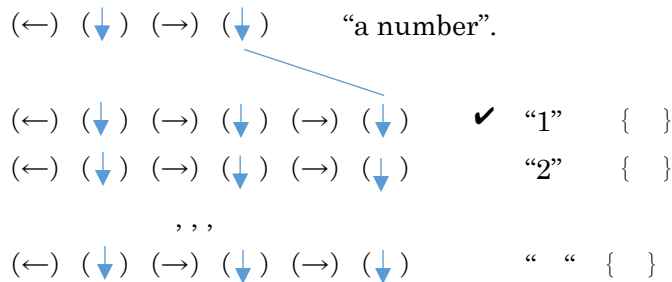 (←) (↓) (→) (↓) “a number”.
(←) (↓) (→) (↓) (→) (↓) ✔ “1” { }
(←) (↓) (→) (↓) (→) (↓) “2” { }
, , ,
(←) (↓) (→) (↓) (→) (↓) “ “ { }